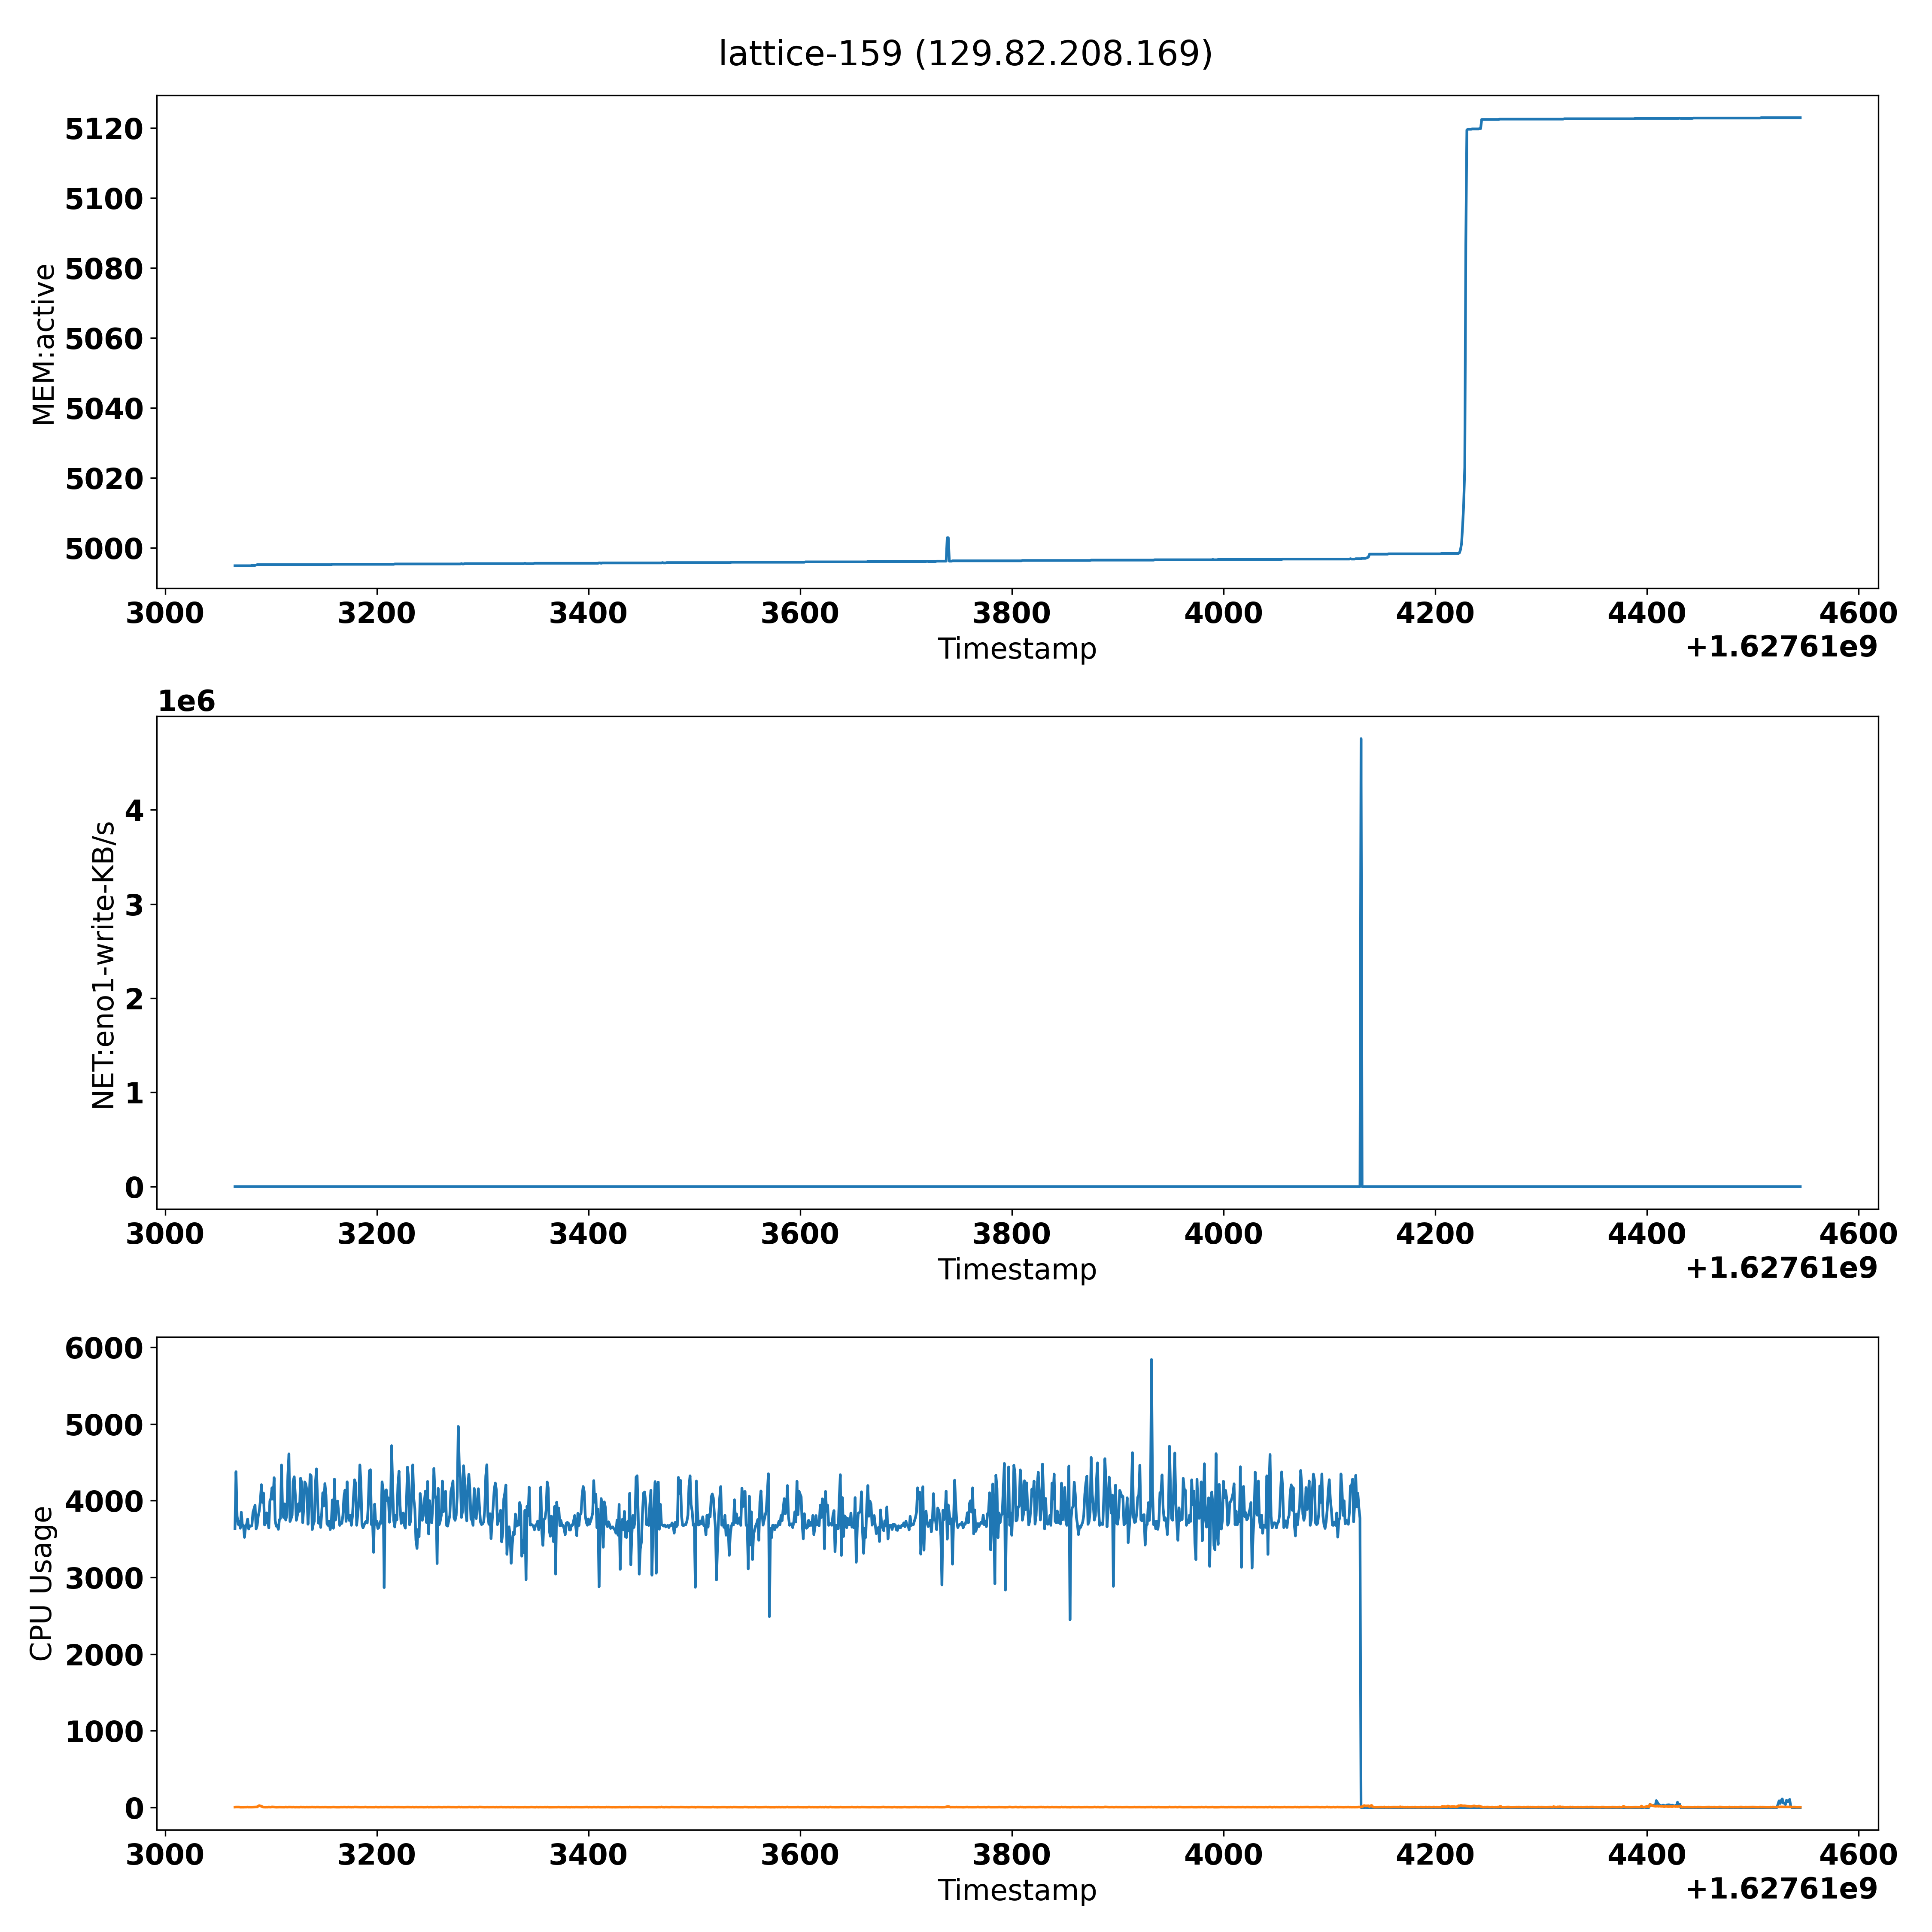 lattice-159 (129.82.208.169)
5120
5100
5080
5060
5040
5020
5000
MEM:active
3000 3200 3400 3600 3800 4000 4200 4400 4600
Timestamp
+1.62761e9
1e6
4
3
2
1
0
NET:eno1-write-KB/s
3000 3200 3400 3600 3800 4000 4200 4400 4600
Timestamp
+1.62761e9
6000
5000
4000
3000
2000
1000
0
CPU Usage
3000 3200 3400 3600 3800 4000 4200 4400 4600
Timestamp
+1.62761e9